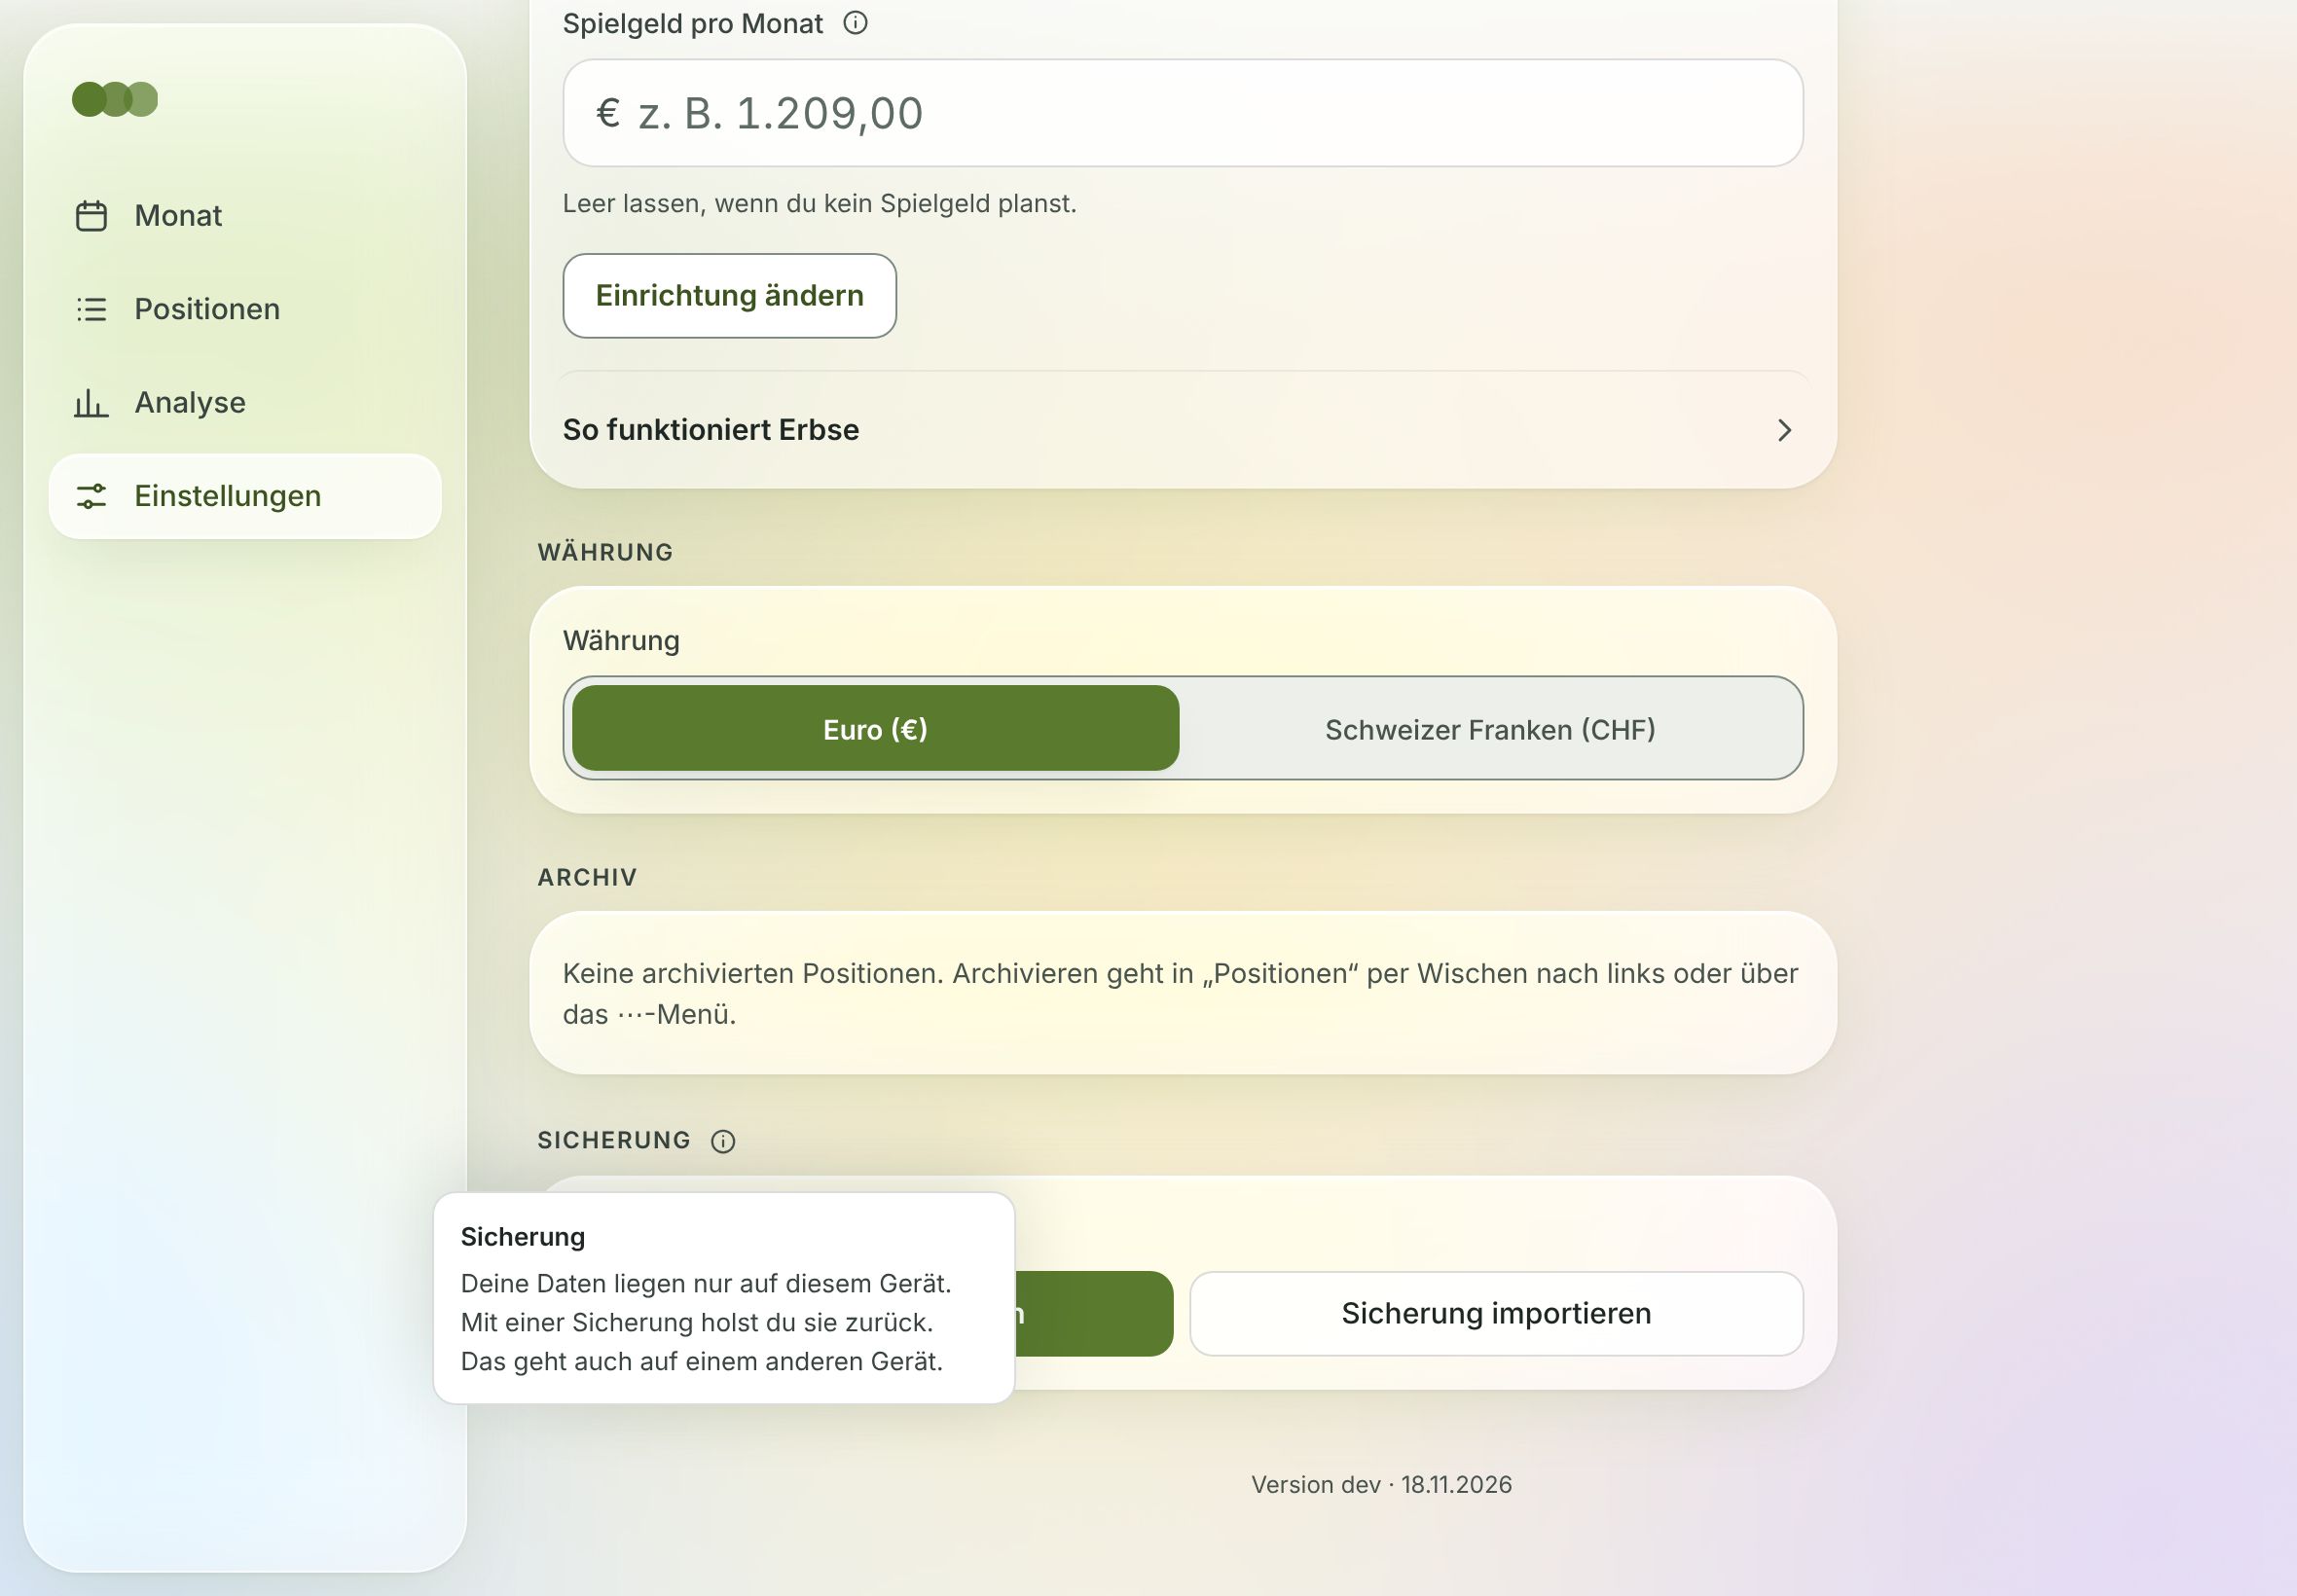 Spielgeld pro Monat
€ z. B. 1.209,00
Leer lassen, wenn du kein Spielgeld planst.
Einrichtung ändern
So funktioniert Erbse
Monat
Positionen
Analyse
Einstellungen
WÄHRUNG
Währung
Euro (€)
Schweizer Franken (CHF)
ARCHIV
Keine archivierten Positionen. Archivieren geht in „Positionen“ per Wischen nach links oder über
das ···-Menü.
SICHERUNG
Sicherung
Deine Daten liegen nur auf diesem Gerät.
Mit einer Sicherung holst du sie zurück.
Das geht auch auf einem anderen Gerät.
Sicherung importieren
Version dev · 18.11.2026